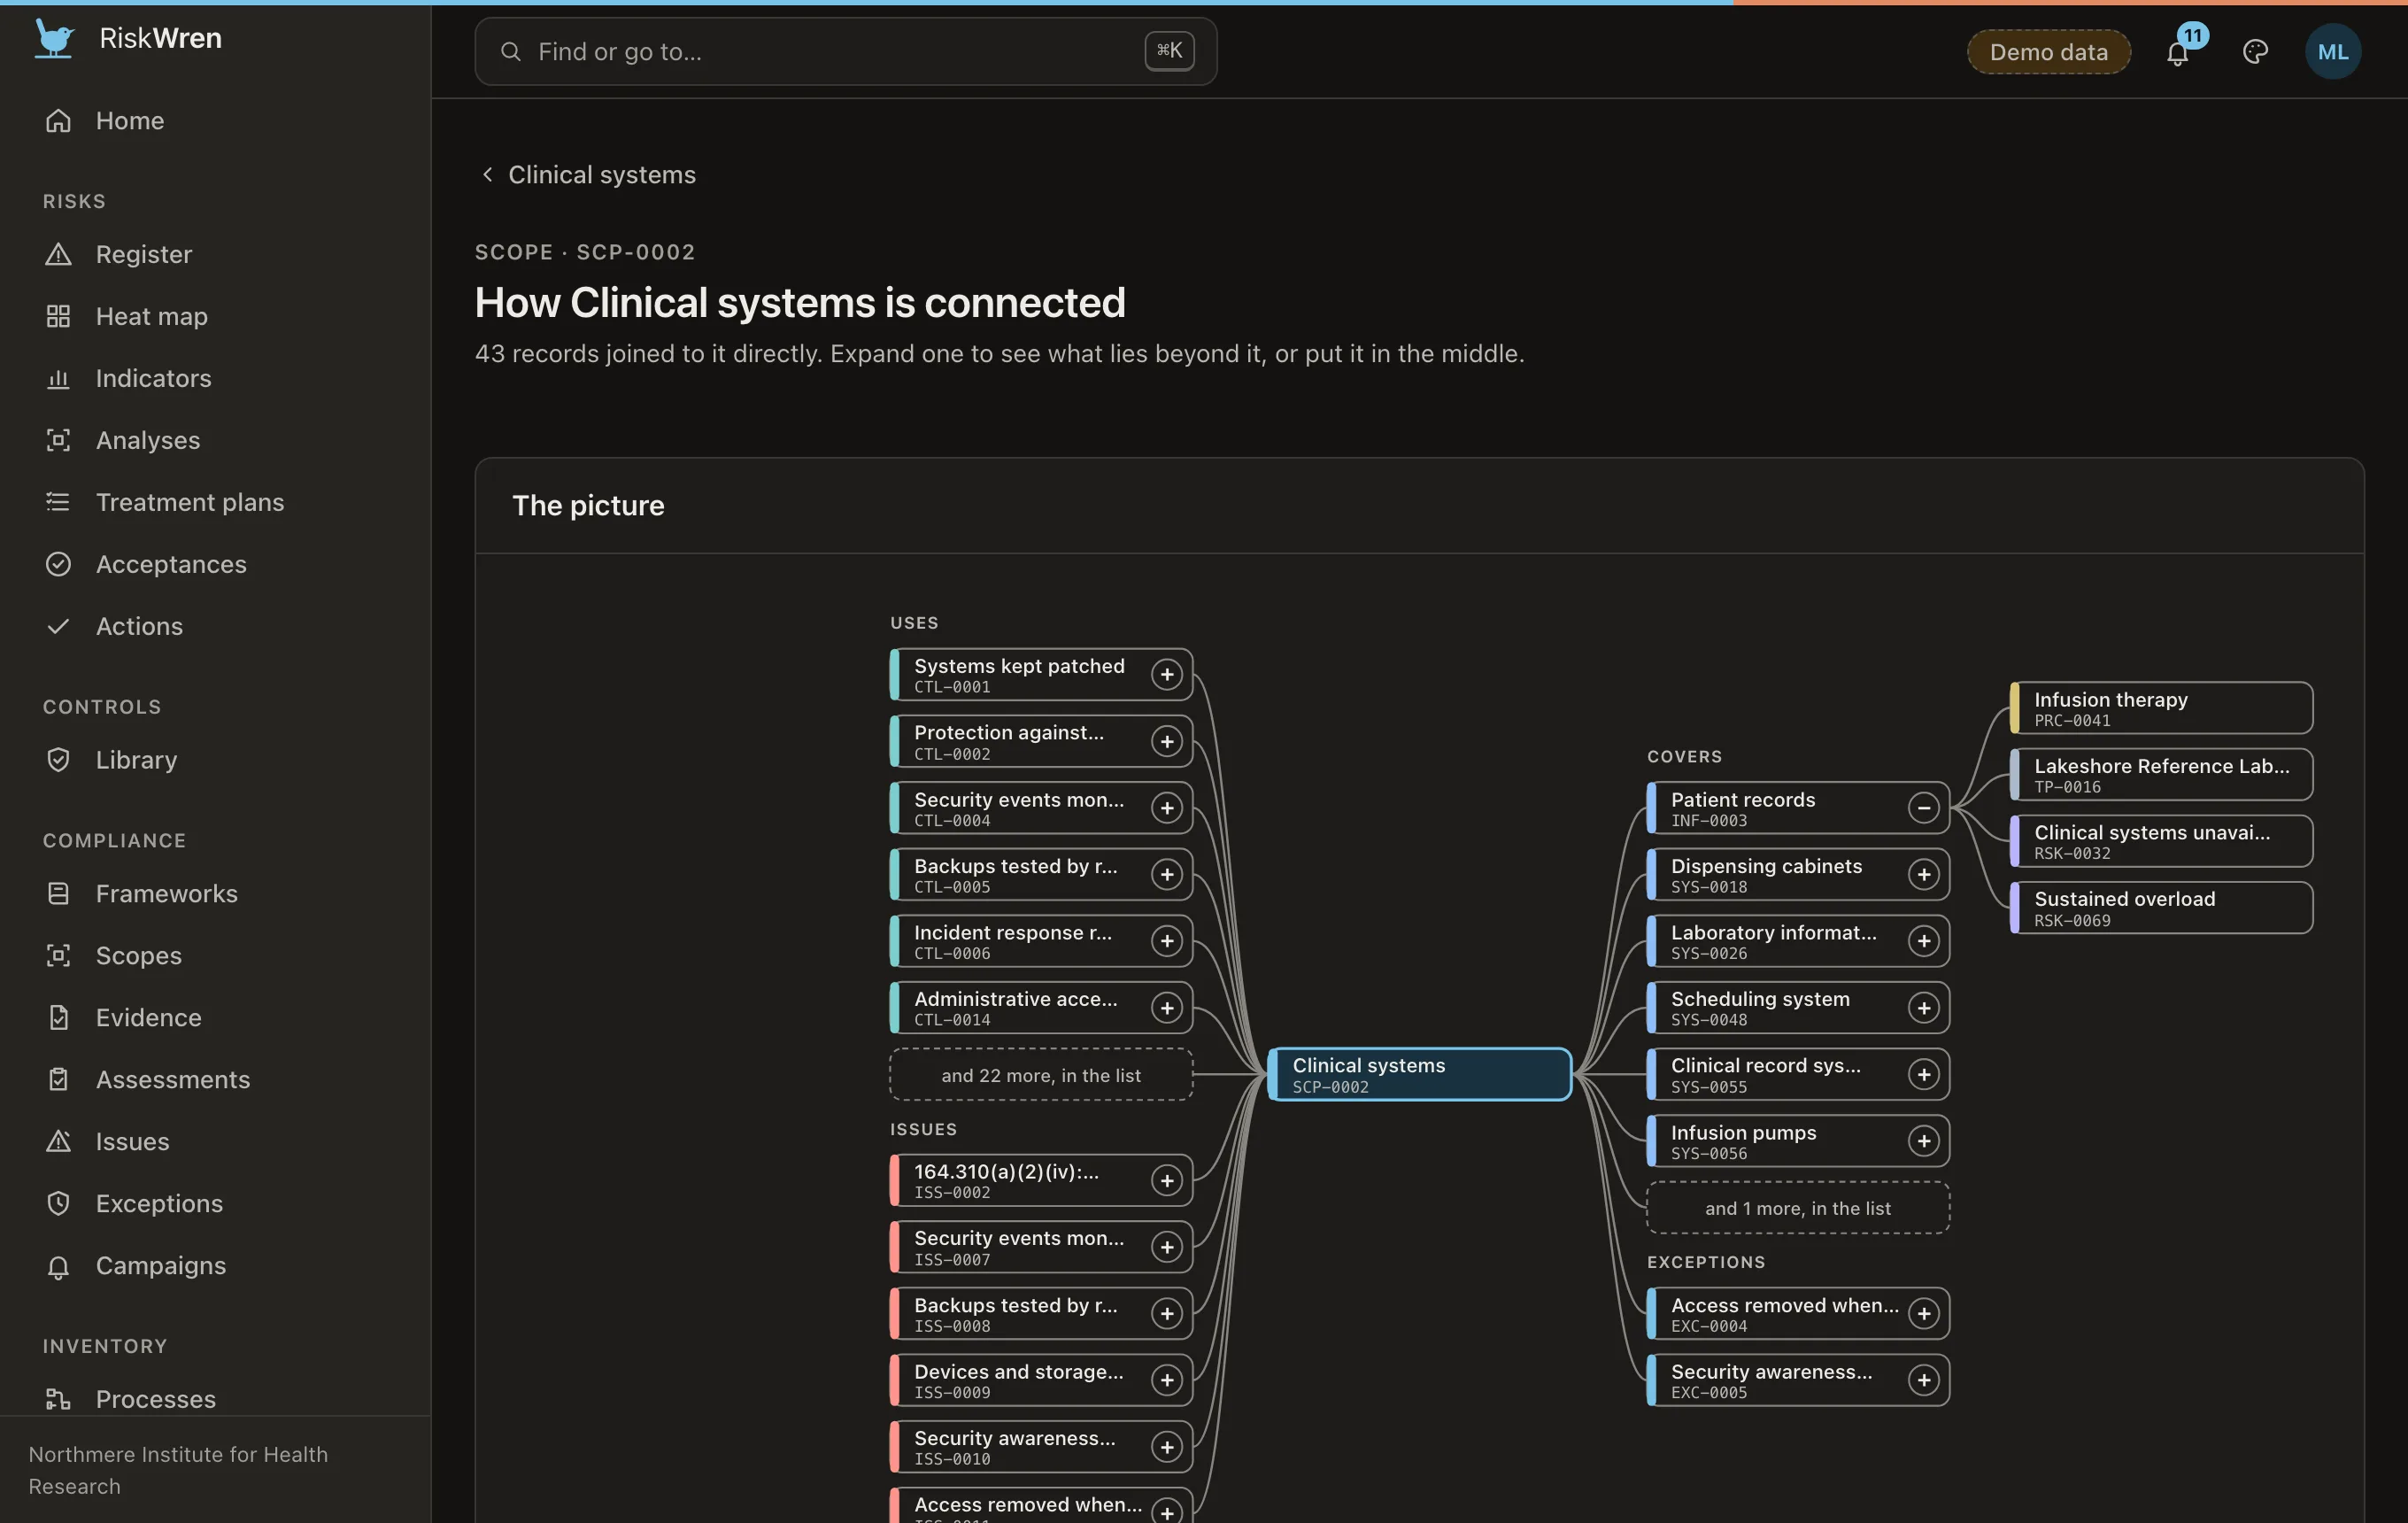 RiskWren
Find or go to...
⌘K
Demo data
11
ML
Home
RISKS
Register
Heat map
Indicators
Analyses
Treatment plans
Acceptances
Actions
CONTROLS
Library
COMPLIANCE
Frameworks
Scopes
Evidence
Assessments
Issues
Exceptions
Campaigns
INVENTORY
Processes
Northmere Institute for Health
Research
Clinical systems
SCOPE · SCP-0002
How Clinical systems is connected
43 records joined to it directly. Expand one to see what lies beyond it, or put it in the middle.
The picture
USES
Systems kept patched
CTL-0001
Protection against...
CTL-0002
Security events mon...
CTL-0004
Backups tested by r...
CTL-0005
Incident response r...
CTL-0006
Administrative acce...
CTL-0014
and 22 more, in the list
ISSUES
164.310(a)(2)(iv):...
ISS-0002
Security events mon...
ISS-0007
Backups tested by r...
ISS-0008
Devices and storage...
ISS-0009
Security awareness...
ISS-0010
Access removed when...
Clinical systems
SCP-0002
COVERS
Patient records
INF-0003
Dispensing cabinets
SYS-0018
Laboratory informat...
SYS-0026
Scheduling system
SYS-0048
Clinical record sys...
SYS-0055
Infusion pumps
SYS-0056
and 1 more, in the list
EXCEPTIONS
Access removed when...
EXC-0004
Security awareness...
EXC-0005
Infusion therapy
PRC-0041
Lakeshore Reference Lab...
TP-0016
Clinical systems unavai...
RSK-0032
Sustained overload
RSK-0069